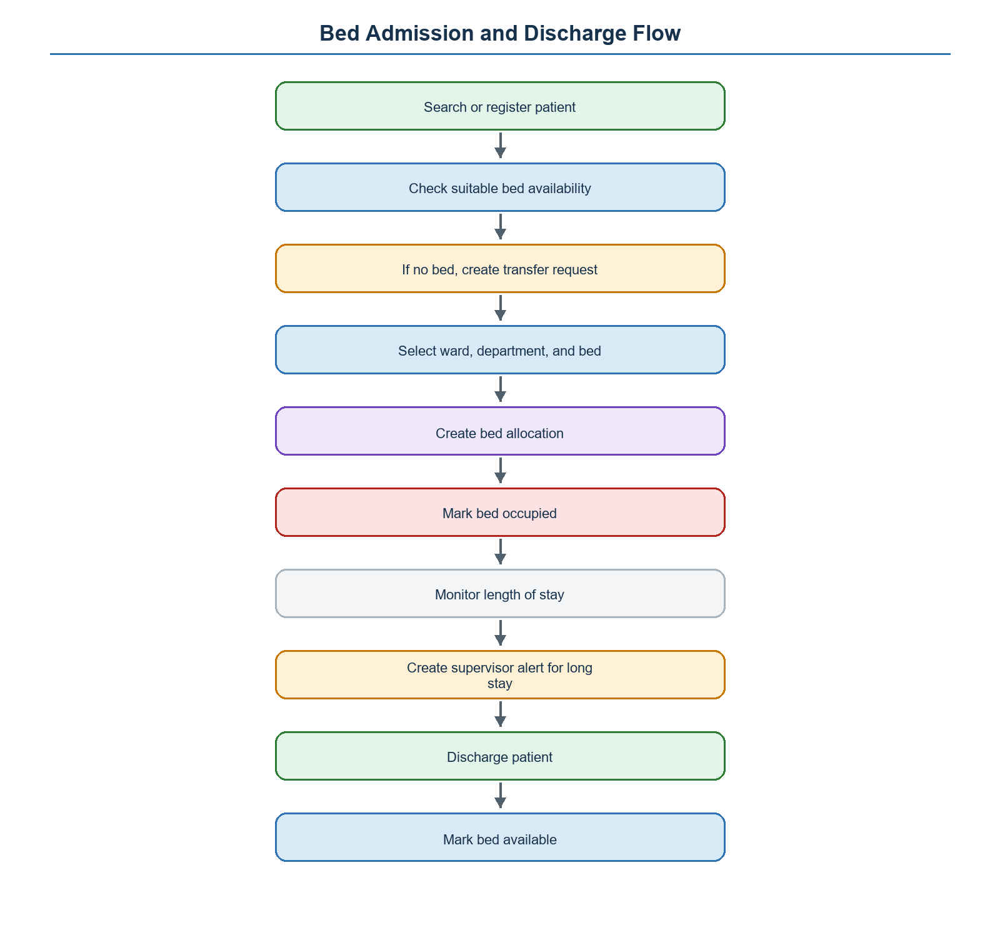 Bed Admission and Discharge Flow
Search or register patient
Check suitable bed availability
If no bed, create transfer request
Select ward, department, and bed
Create bed allocation
Mark bed occupied
Monitor length of stay
Create supervisor alert for long
stay
Discharge patient
Mark bed available